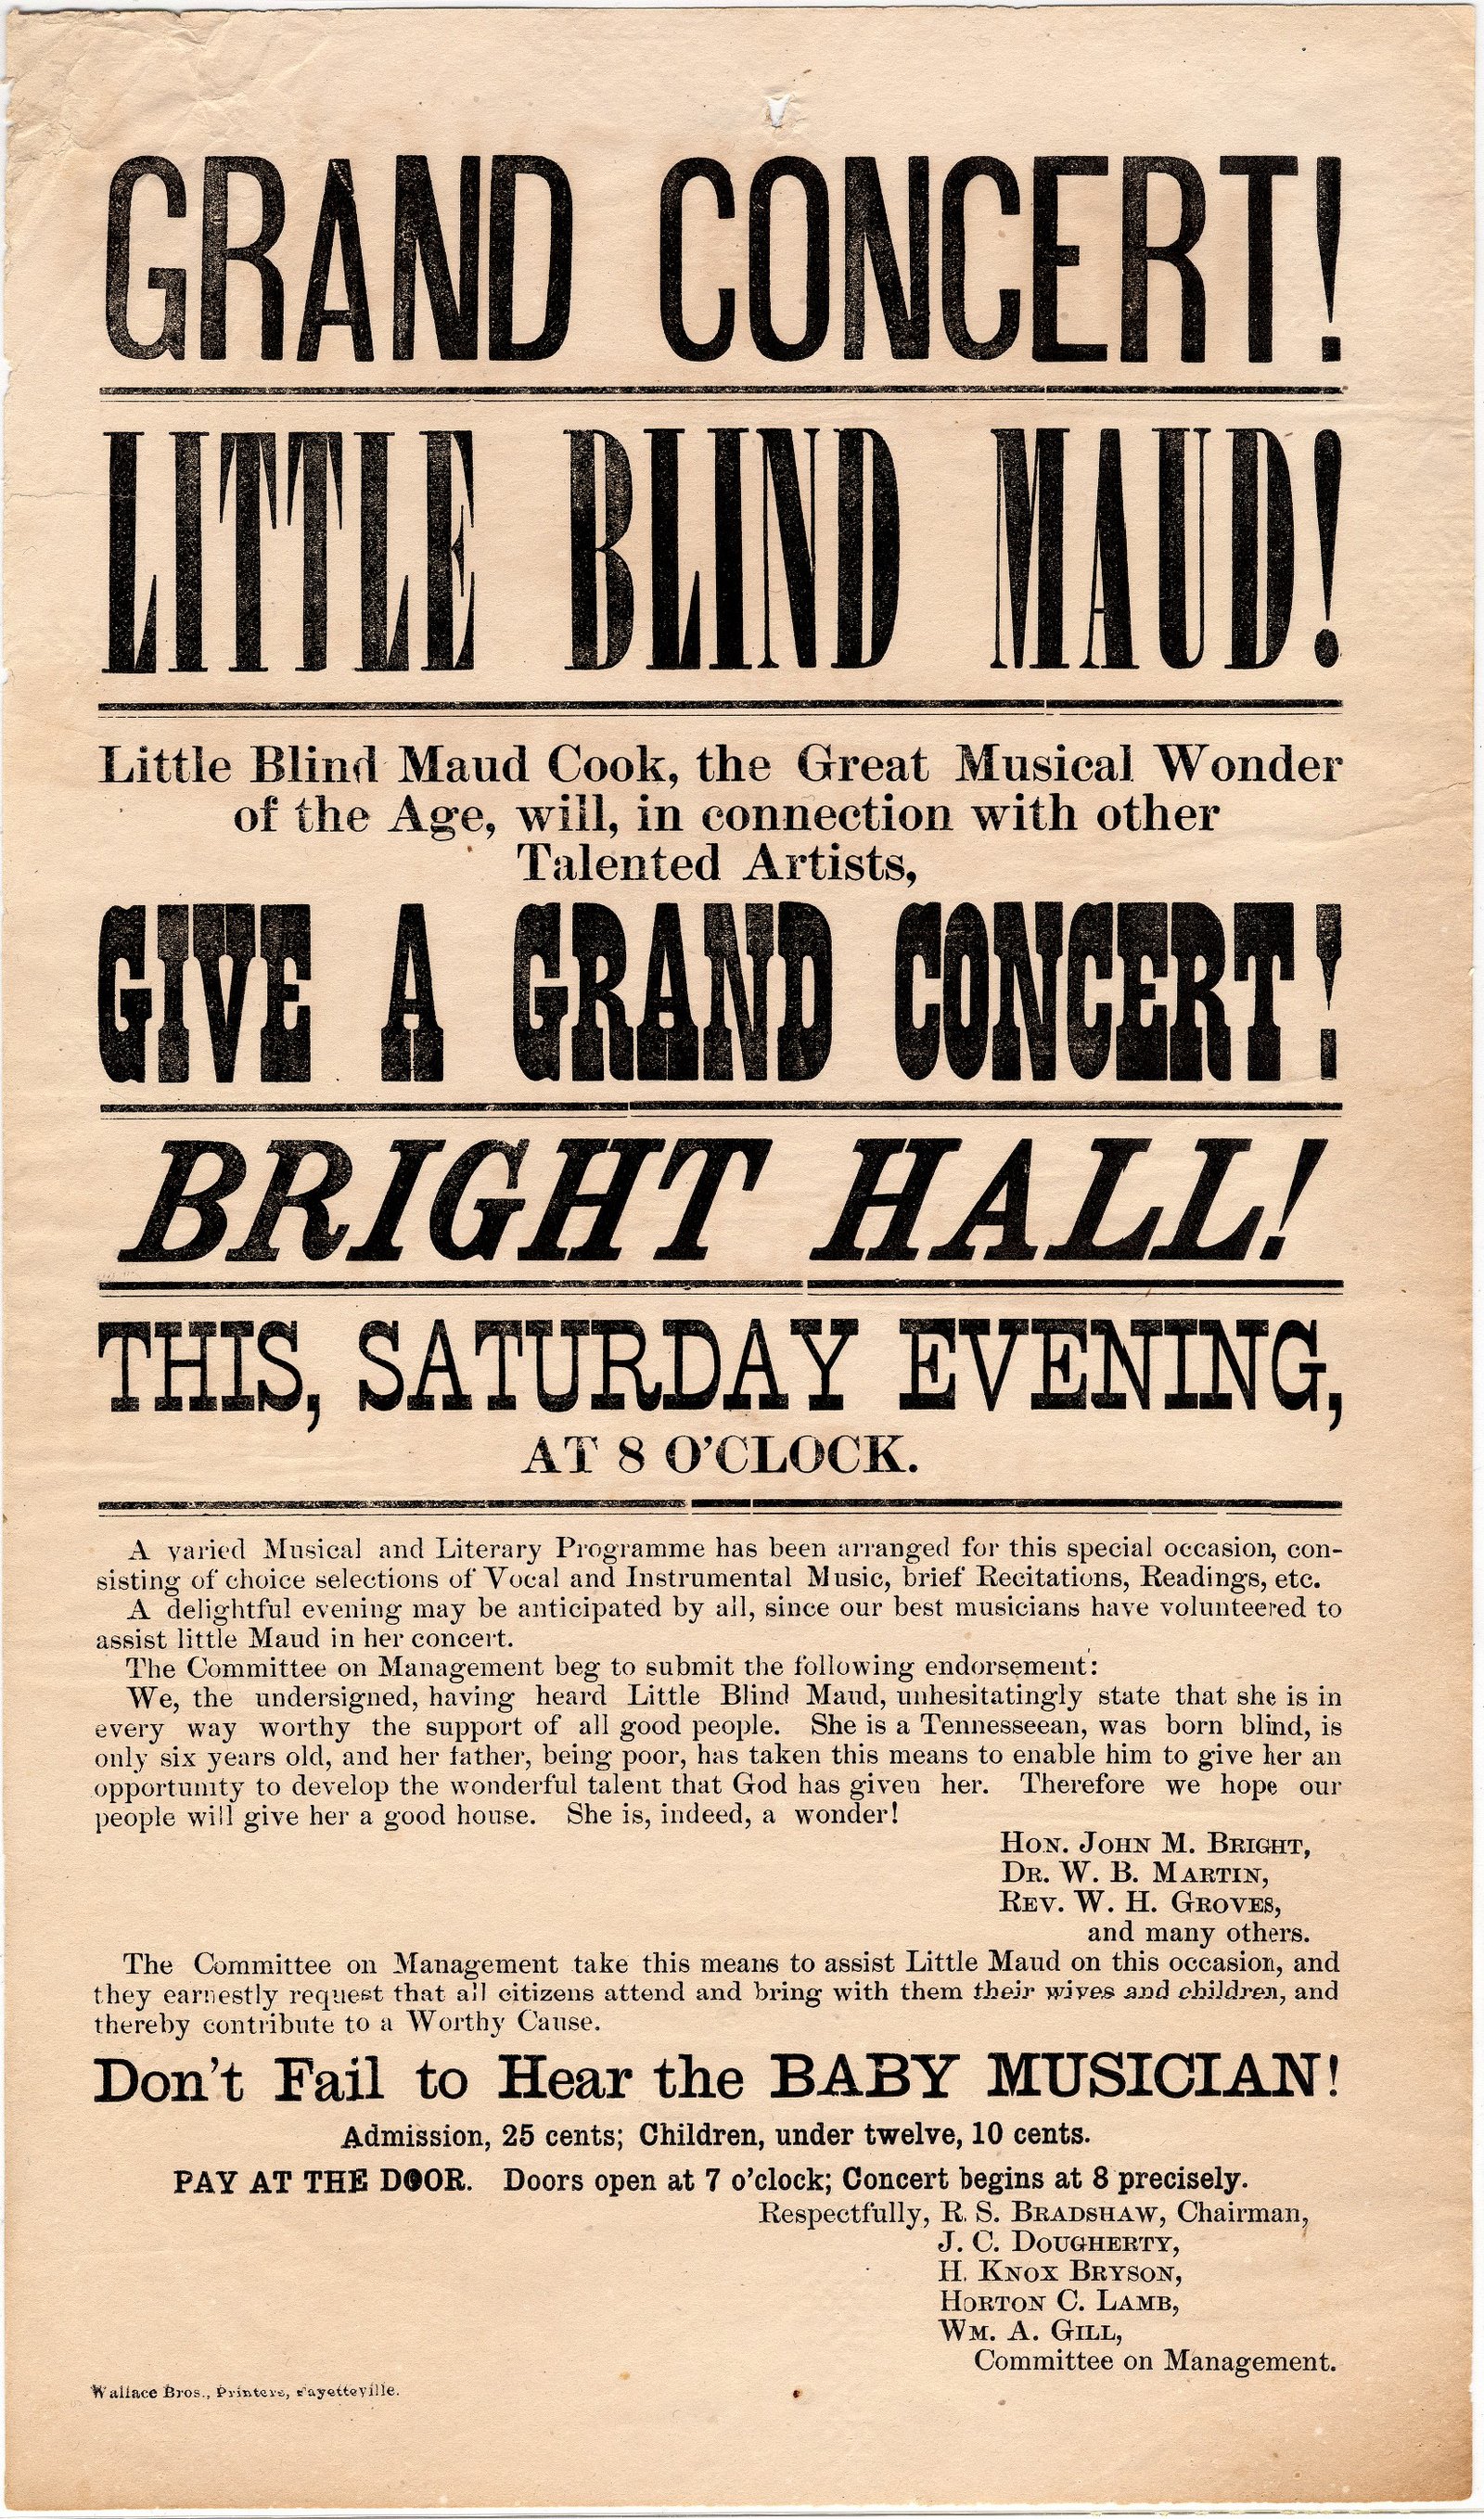 GRAND CONCERT!
LITTLE BLIND MAUD!
Little Blind Maud Cook, the Great Musical Wonder
of the Age, will, in connection with other
Talented Artists,
GIVE A GRAND CONCERT!
BRIGHT HALL!
THIS, SATURDAY EVENING,
AT 8 O'CLOCK.
A varied Musical and Literary Programme has been arranged for this special occasion, con-
sisting of choice selections of Vocal and Instrumental Music, brief Recitations, Readings, etc.
A delightful evening may be anticipated by all, since our best musicians have volunteered to
assist little Maud in her concert.
The Committee on Management beg to submit the following endorsement:
We, the undersigned, having heard Little Blind Maud, unhesitatingly state that she is in
every way worthy the support of all good people. She is a Tennesseean, was born blind, is
only six years old, and her father, being poor, has taken this means to enable him to give her an
opportunity to develop the wonderful talent that God has given her. Therefore we hope our
people will give her a good house. She is, indeed, a wonder!
HON. JOHN M. BRIGHT,
DR. W. B. MARTIN,
REV. W. H. GROVES,
and many others.
The Committee on Management take this means to assist Little Maud on this occasion, and
they earnestly request that all citizens attend and bring with them their wives and children, and
thereby contribute to a Worthy Cause.
Don't Fail to Hear the BABY MUSICIAN!
Admission, 25 cents; Children, under twelve, 10 cents.
PAY AT THE DOOR. Doors open at 7 o'clock; Concert begins at 8 precisely.
Respectfully, R. S. BRADSHAW, Chairman,
J. C. DOUGHERTY,
H. KNOX BRYSON,
HORTON C. LAMB,
WM. A. GILL,
Committee on Management.
Wallace Bros., Printers, Fayetteville.